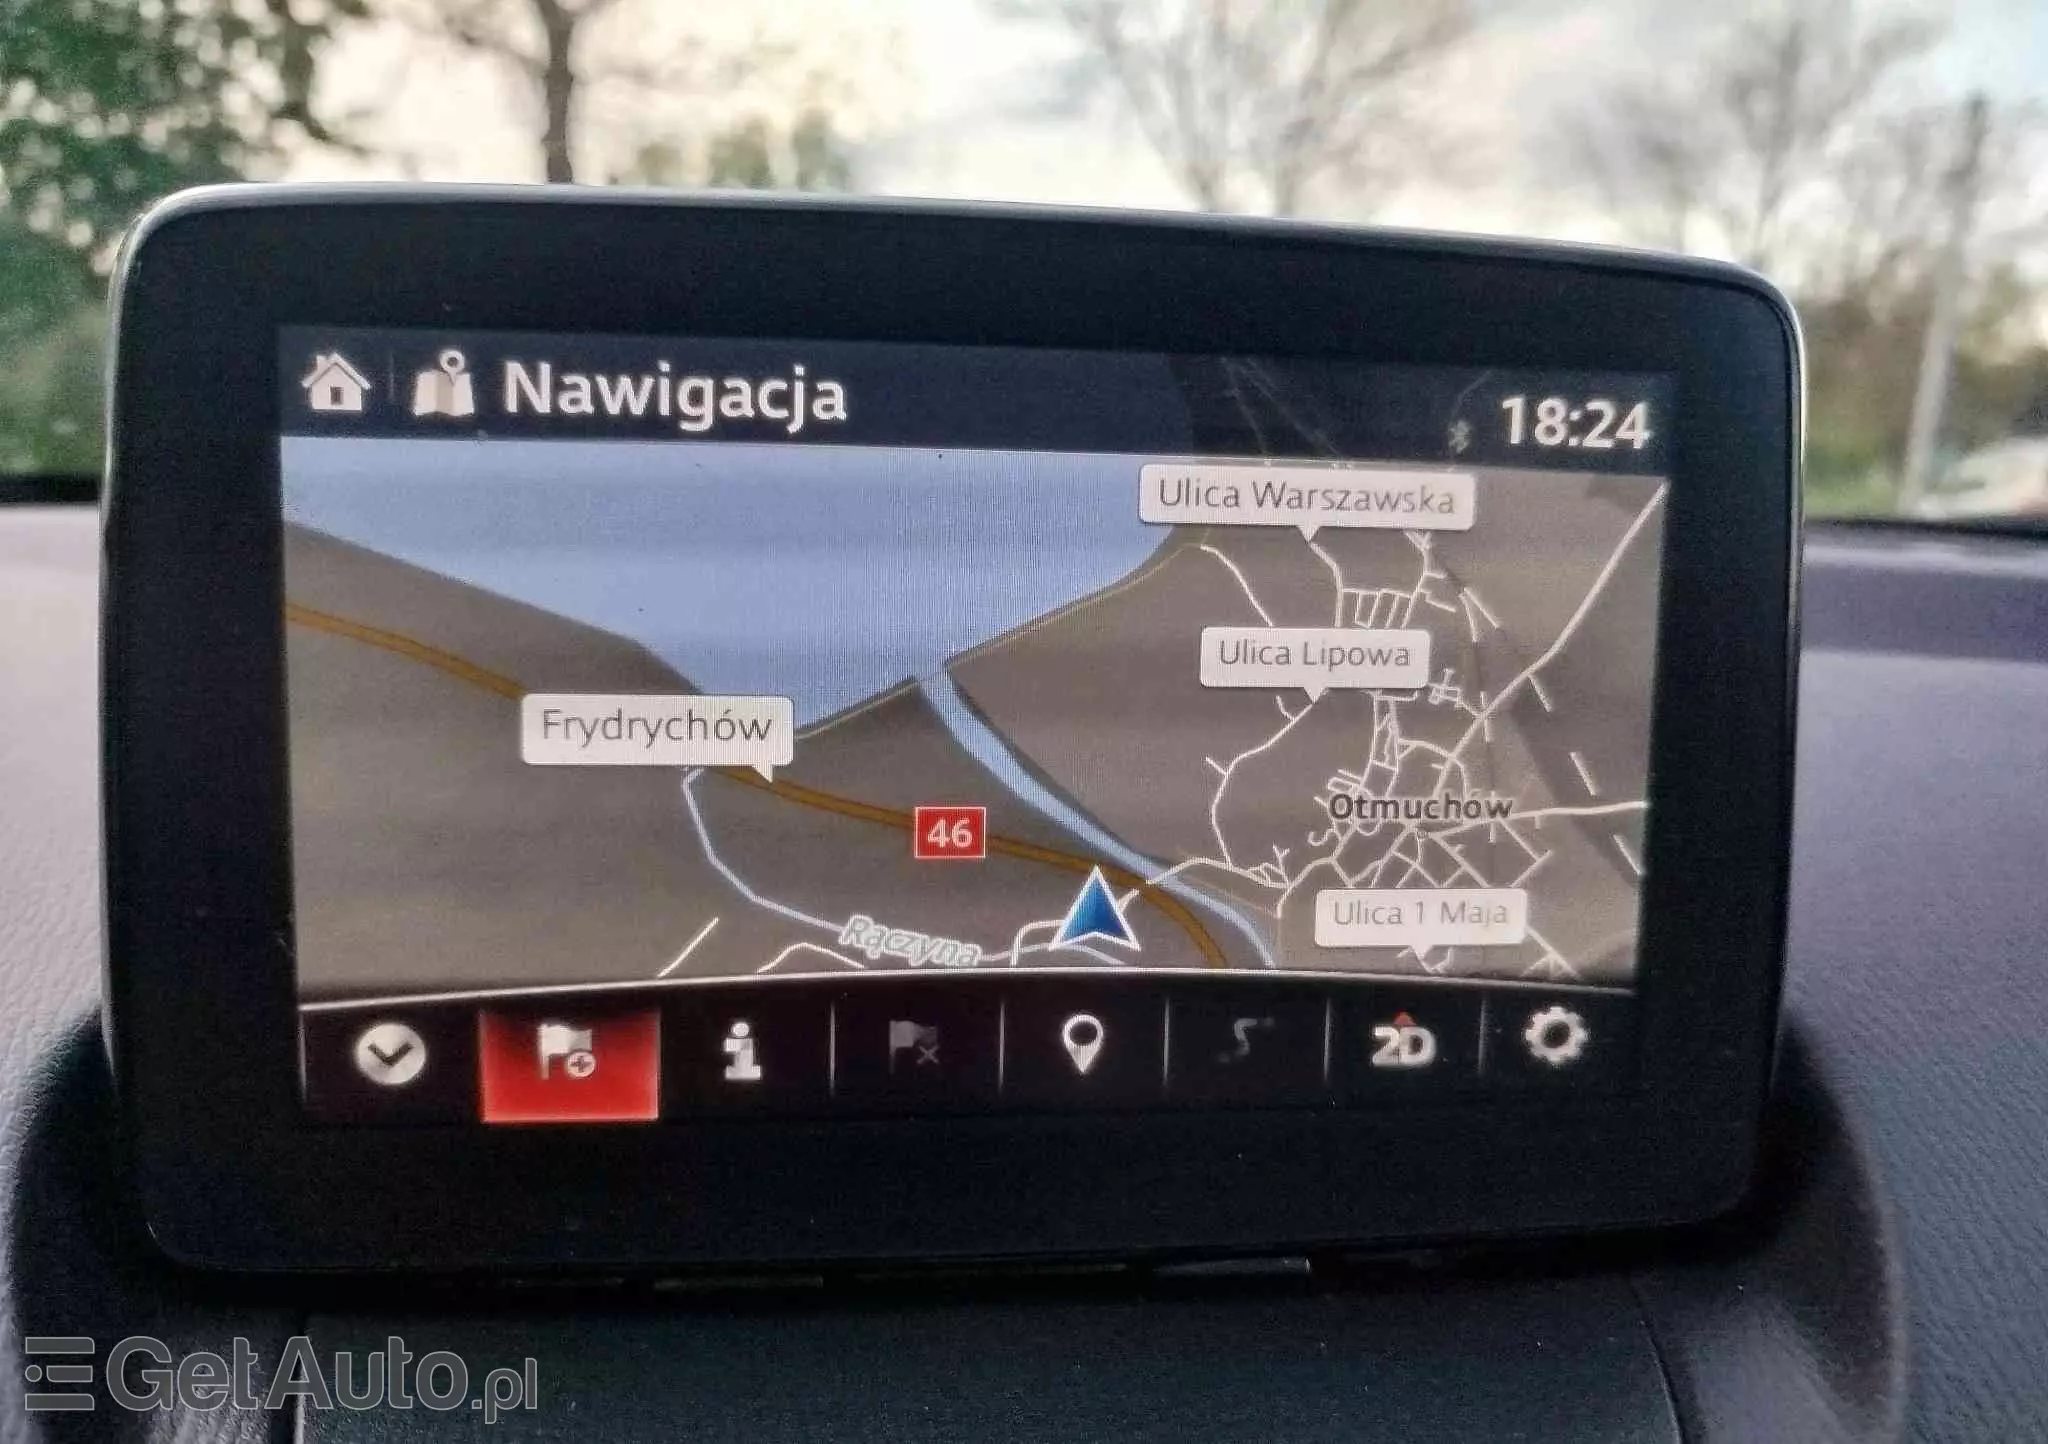 Nawigacja
18:24
Ulica Warszawska
Ulica Lipowa
Frydrychów
46
Otmuchów
Ulica 1 Maja
Rączyna
2D
GetAuto.pl